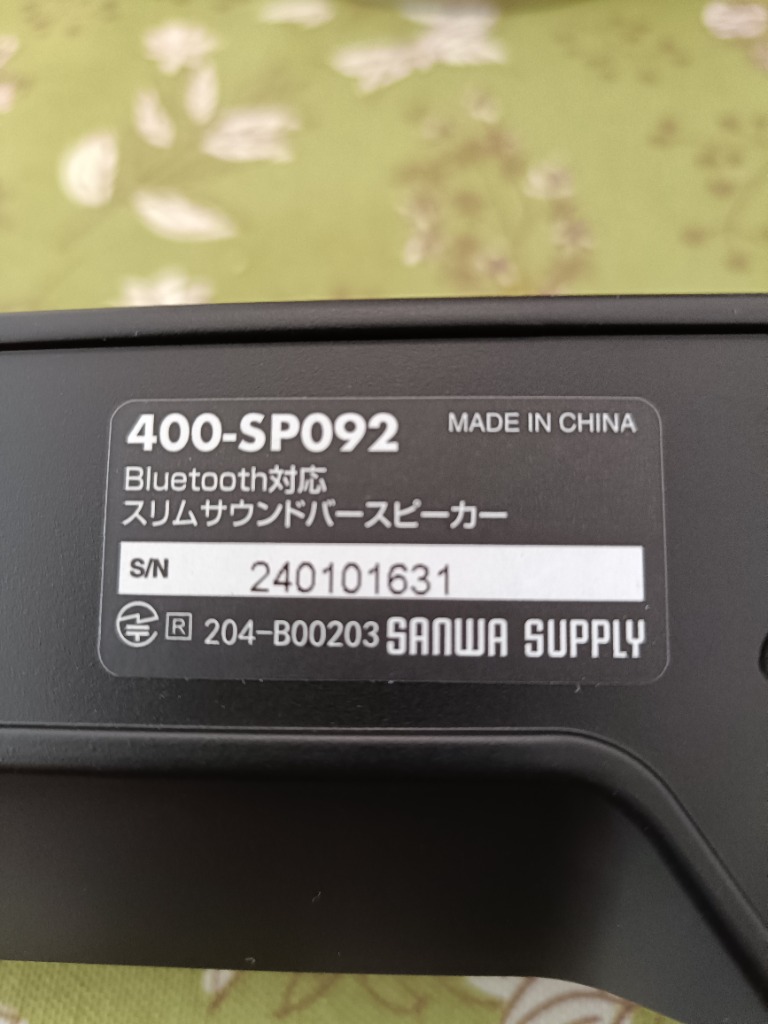 400-SP092 MADE IN CHINA
Bluetooth対応
スリムサウンドバースピーカー
S/N 240101631
R 204-B00203 SANWA SUPPLY